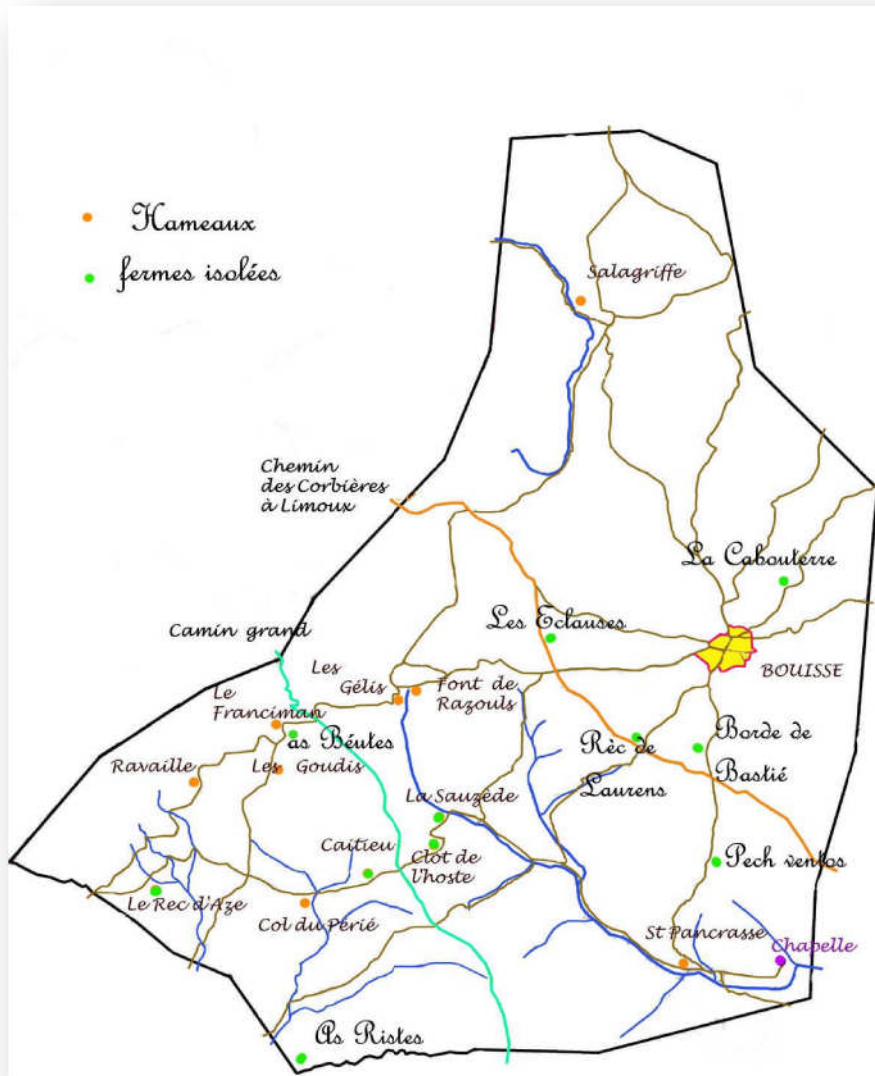 Hameaux
fermes isolées
Salagriffe
Chemin
des Corbières
à Limoux
La Cabouterre
Les Eclauses
Camin grand
BOUISSE
Les
Gélis
Font de
Razouls
Le
Franciman
as Béutes
Rèc de
Laurens
Borde de
Bastié
Ravaille
Les Goudis
La Sauzède
Caitieu
Clot de
l'hoste
Pech ventos
Le Rec d'Aze
Col du Périé
St Pancrasse
Chapelle
As Ristes